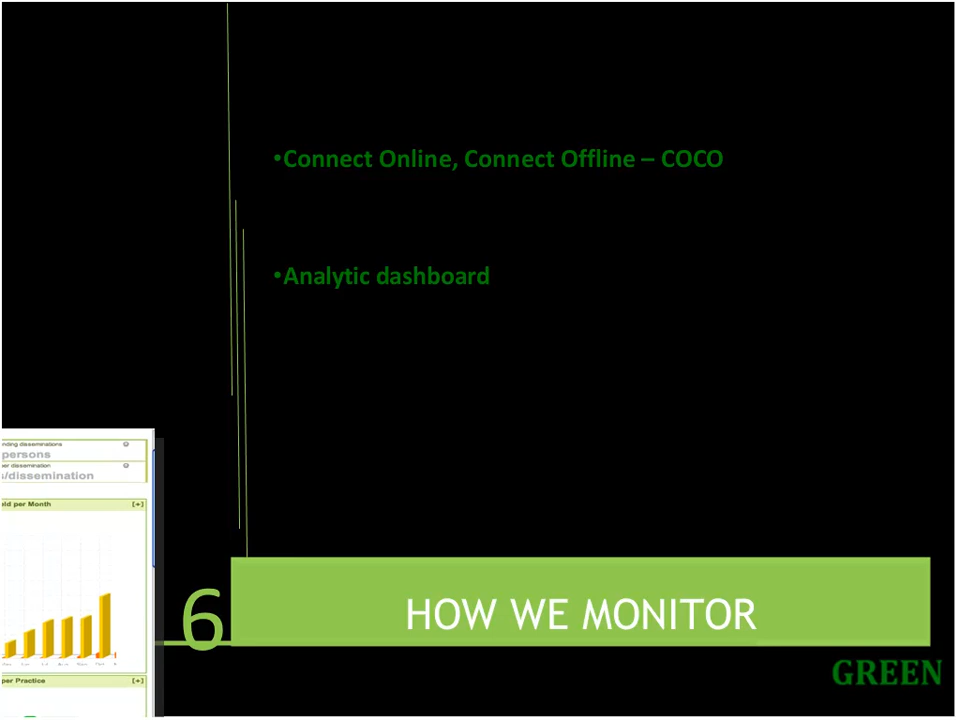 •Connect Online, Connect Offline – COCO
•Analytic dashboard
nding disseminations
persons
per dissemination
s/dissemination
per Month [+]
6
HOW WE MONITOR
per Practice [+]
GREEN